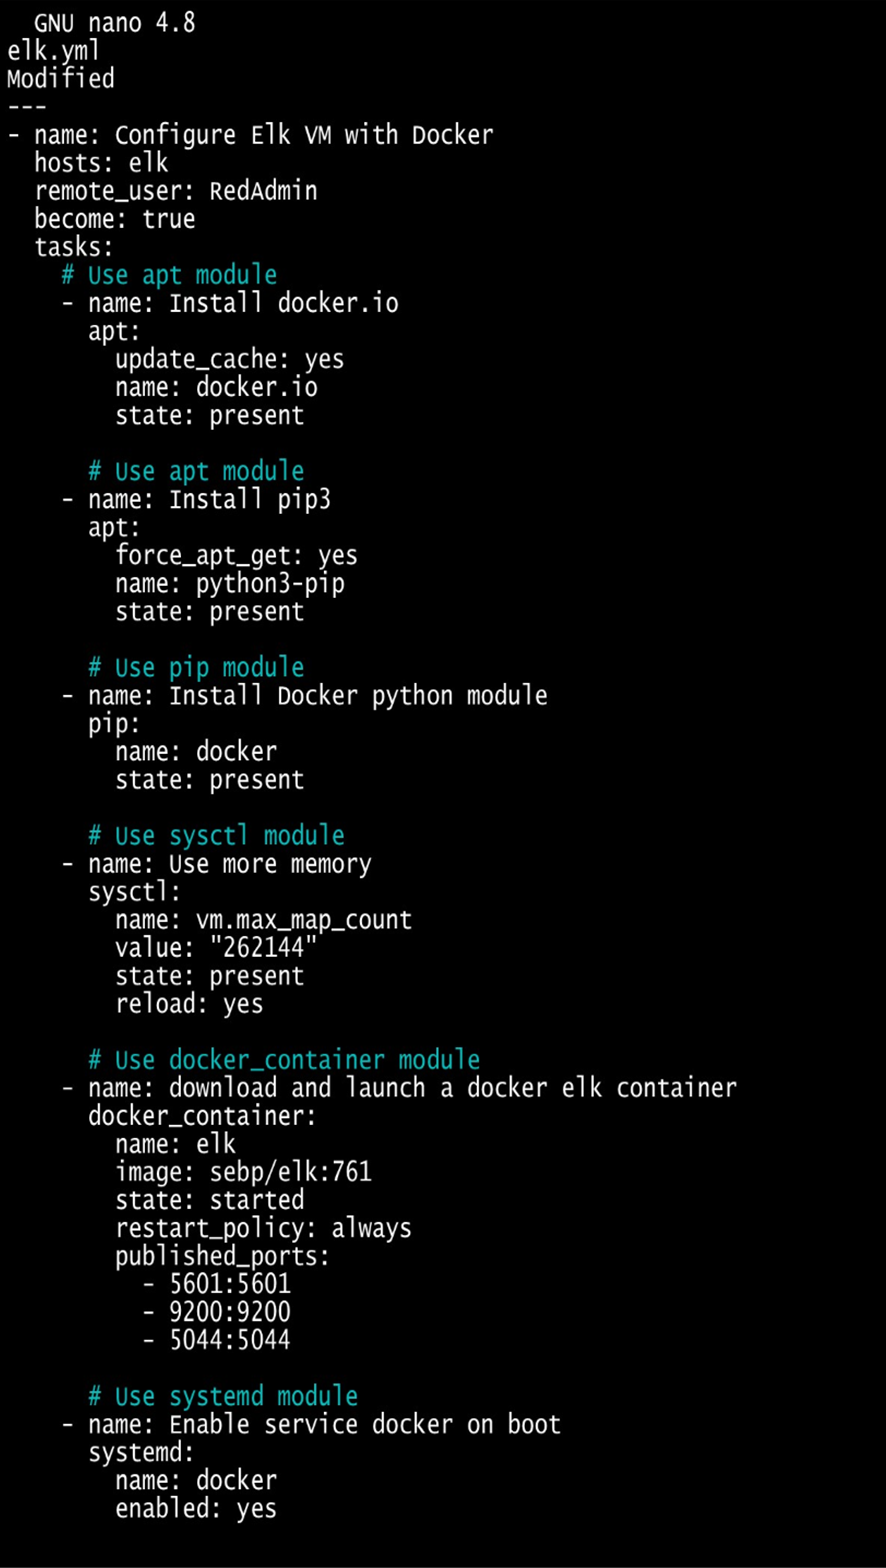 GNU nano 4.8
elk.yml
Modified
---
- name: Configure Elk VM with Docker
  hosts: elk
  remote_user: RedAdmin
  become: true
  tasks:
    # Use apt module
    - name: Install docker.io
      apt:
        update_cache: yes
        name: docker.io
        state: present

      # Use apt module
    - name: Install pip3
      apt:
        force_apt_get: yes
        name: python3-pip
        state: present

      # Use pip module
    - name: Install Docker python module
      pip:
        name: docker
        state: present

      # Use sysctl module
    - name: Use more memory
      sysctl:
        name: vm.max_map_count
        value: "262144"
        state: present
        reload: yes

      # Use docker_container module
    - name: download and launch a docker elk container
      docker_container:
        name: elk
        image: sebp/elk:761
        state: started
        restart_policy: always
        published_ports:
          - 5601:5601
          - 9200:9200
          - 5044:5044

      # Use systemd module
    - name: Enable service docker on boot
      systemd:
        name: docker
        enabled: yes